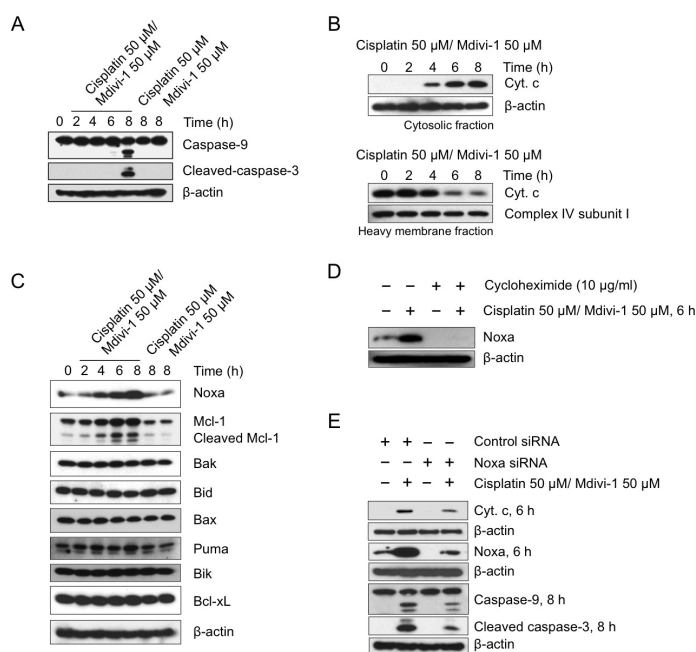 A
Cisplatin 50 µM/
Mdivi-1 50 µM
Cisplatin 50 µM
Mdivi-1 50 µM
0 2 4 6 8 8 8 Time (h)
Caspase-9
Cleaved-caspase-3
β-actin
B
Cisplatin 50 µM/ Mdivi-1 50 µM
0 2 4 6 8 Time (h)
Cyt. c
β-actin
Cytosolic fraction
Cisplatin 50 µM/ Mdivi-1 50 µM
0 2 4 6 8 Time (h)
Cyt. c
Complex IV subunit I
Heavy membrane fraction
C
Cisplatin 50 µM/
Mdivi-1 50 µM
Cisplatin 50 µM
Mdivi-1 50 µM
0 2 4 6 8 8 8 Time (h)
Noxa
Mcl-1
Cleaved Mcl-1
Bak
Bid
Bax
Puma
Bik
Bcl-xL
β-actin
D
– – + + Cycloheximide (10 µg/ml)
– + – + Cisplatin 50 µM/ Mdivi-1 50 µM, 6 h
Noxa
β-actin
E
+ + – – Control siRNA
– – + + Noxa siRNA
– + – + Cisplatin 50 µM/ Mdivi-1 50 µM
Cyt. c, 6 h
β-actin
Noxa, 6 h
β-actin
Caspase-9, 8 h
Cleaved caspase-3, 8 h
β-actin